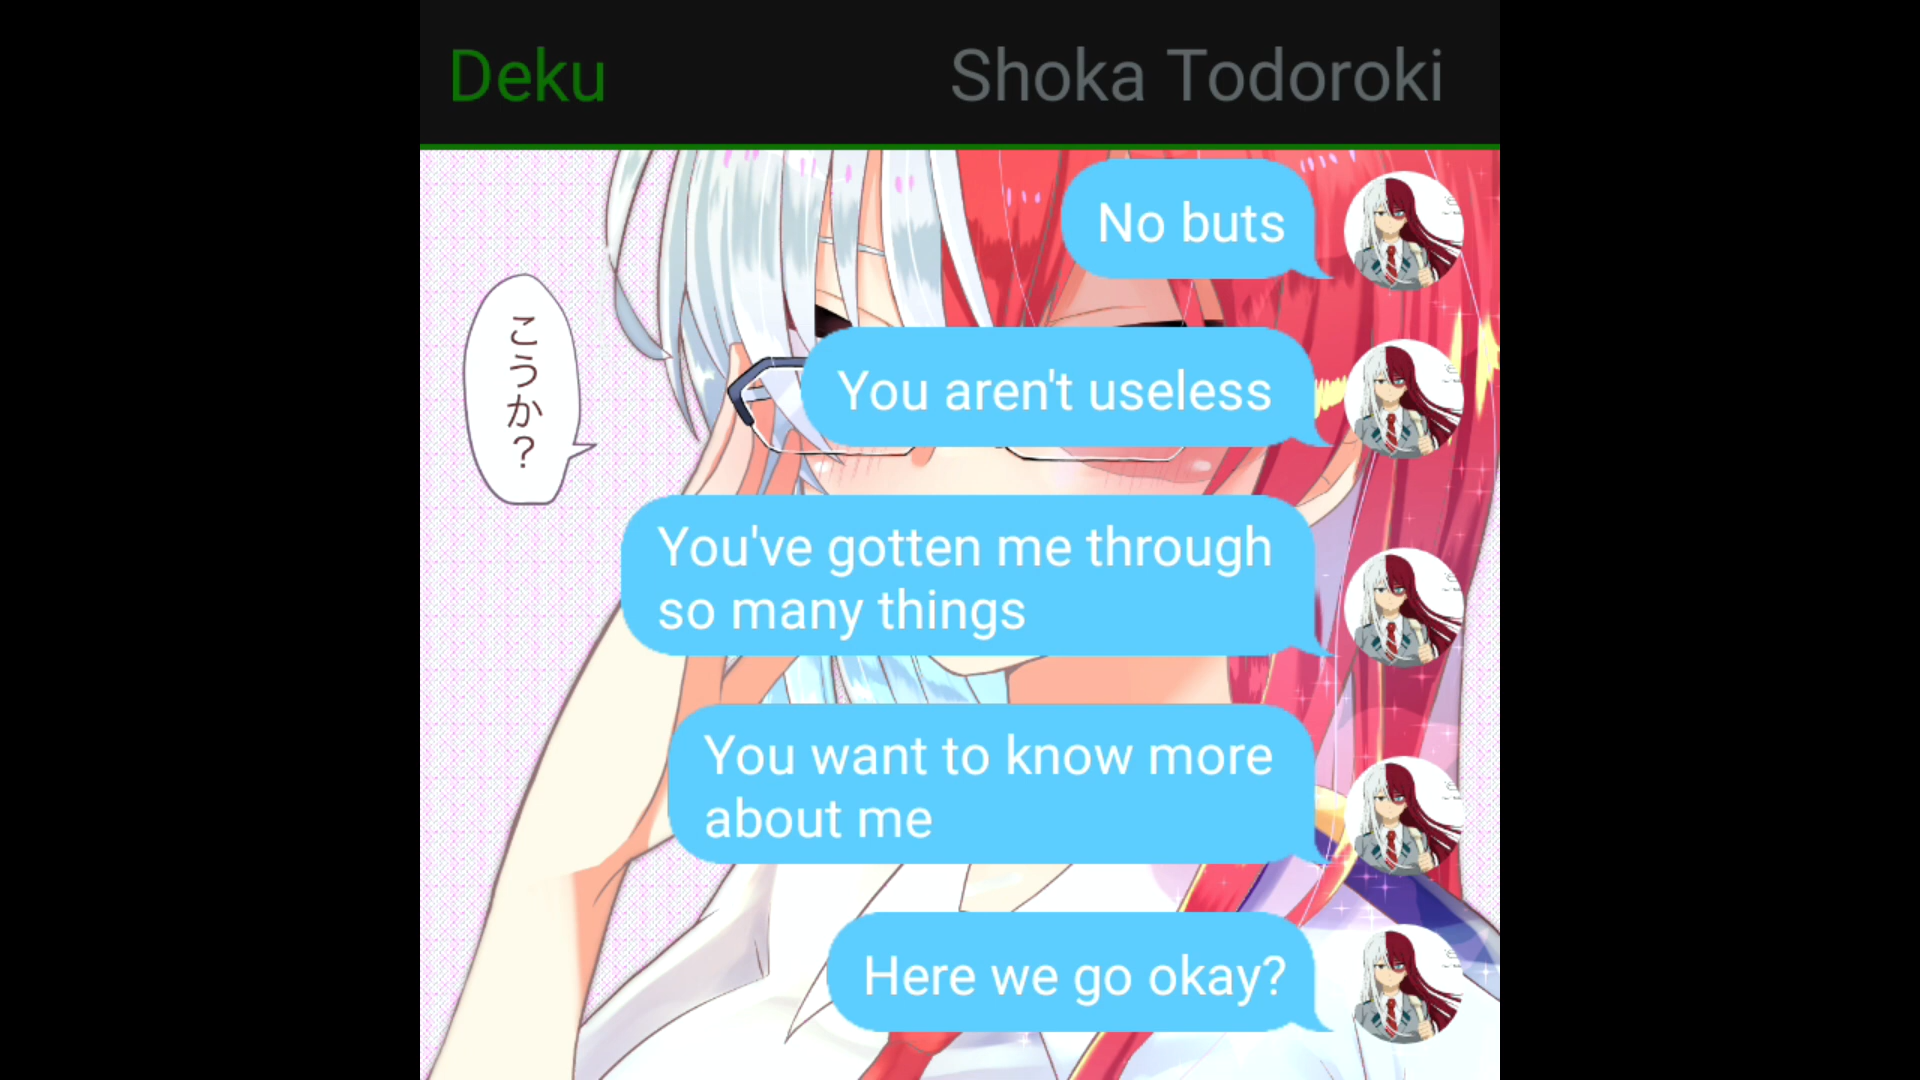 Deku
Shoka Todoroki
No buts
こうか？
You aren't useless
You've gotten me through
so many things
You want to know more
about me
Here we go okay?